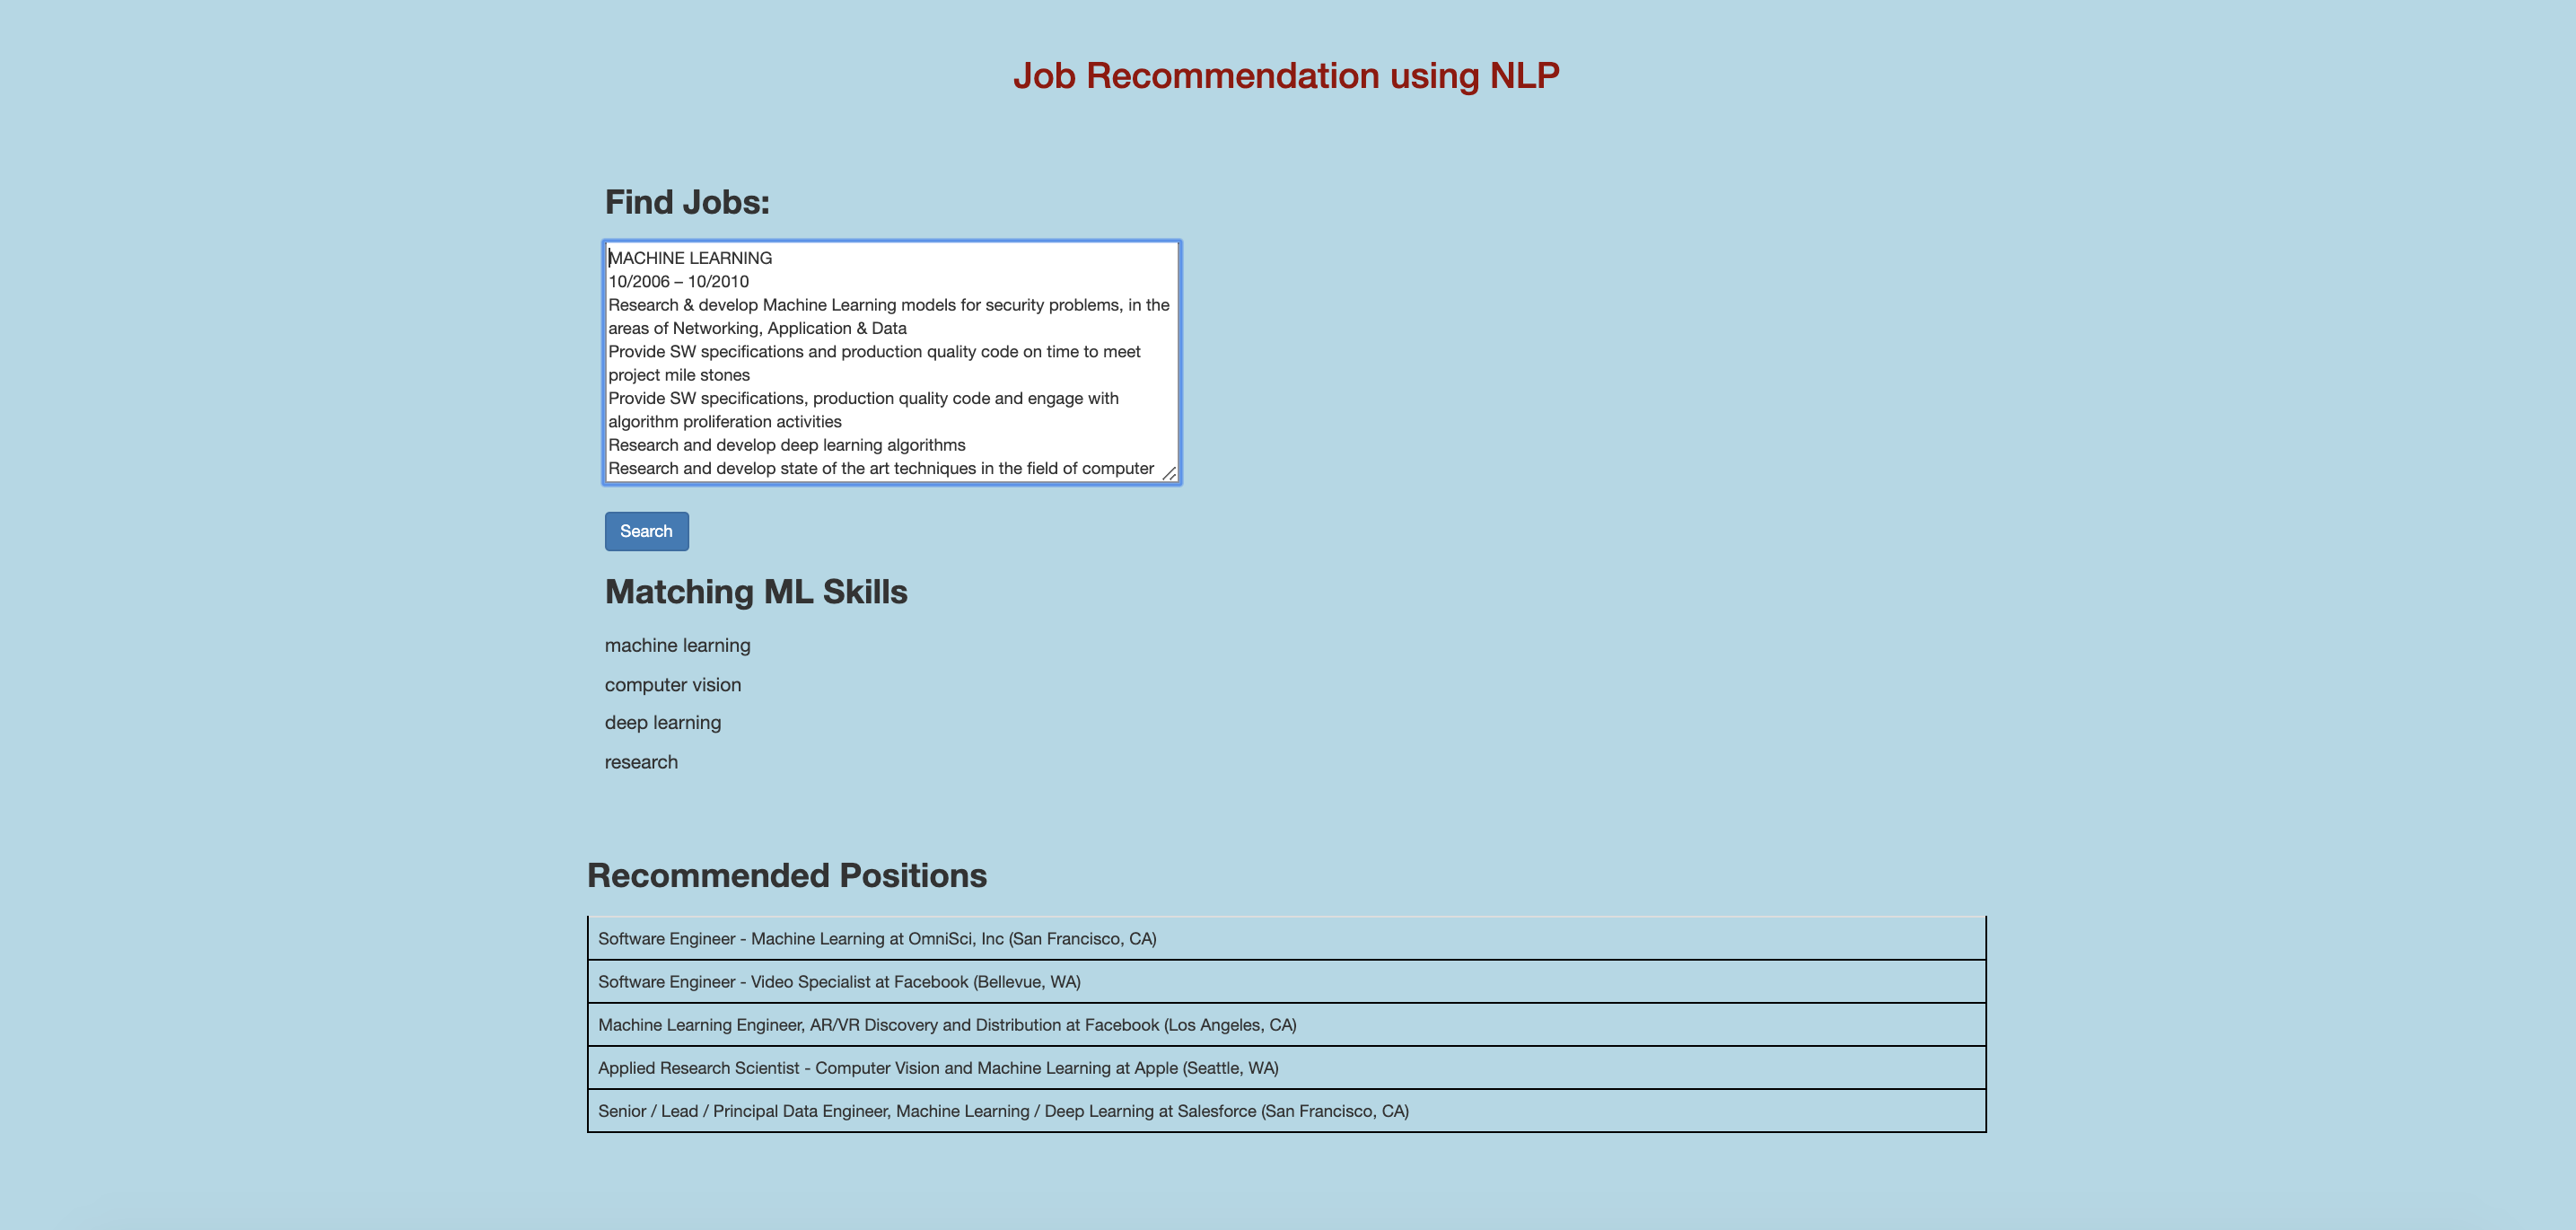 Job Recommendation using NLP
Find Jobs:
MACHINE LEARNING
10/2006 – 10/2010
Research & develop Machine Learning models for security problems, in the
areas of Networking, Application & Data
Provide SW specifications and production quality code on time to meet
project mile stones
Provide SW specifications, production quality code and engage with
algorithm proliferation activities
Research and develop deep learning algorithms
Research and develop state of the art techniques in the field of computer
Search
Matching ML Skills
machine learning
computer vision
deep learning
research
Recommended Positions
Software Engineer - Machine Learning at OmniSci, Inc (San Francisco, CA)
Software Engineer - Video Specialist at Facebook (Bellevue, WA)
Machine Learning Engineer, AR/VR Discovery and Distribution at Facebook (Los Angeles, CA)
Applied Research Scientist - Computer Vision and Machine Learning at Apple (Seattle, WA)
Senior / Lead / Principal Data Engineer, Machine Learning / Deep Learning at Salesforce (San Francisco, CA)